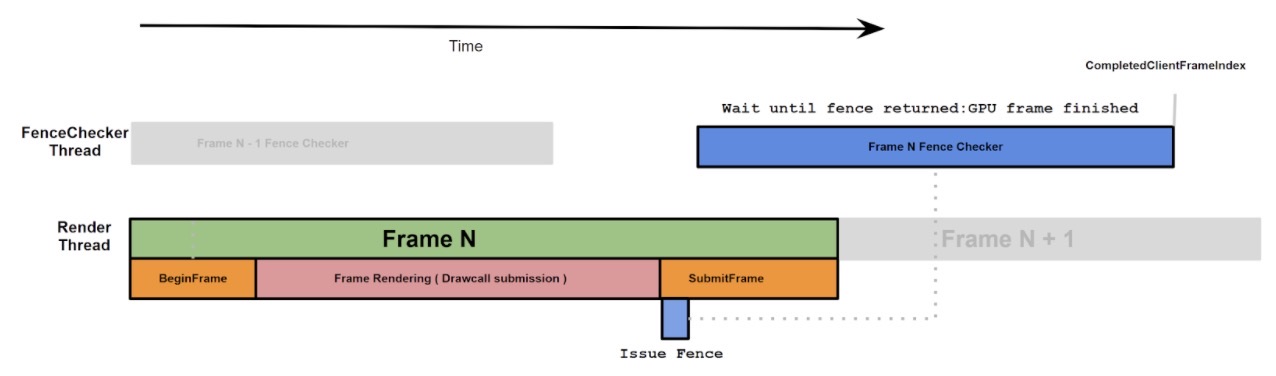 Time
CompletedClientFrameIndex
Wait until fence returned:GPU frame finished
FenceChecker
Thread
Frame N - 1 Fence Checker
Frame N Fence Checker
Render
Thread
Frame N
Frame N + 1
BeginFrame
Frame Rendering ( Drawcall submission )
SubmitFrame
Issue Fence